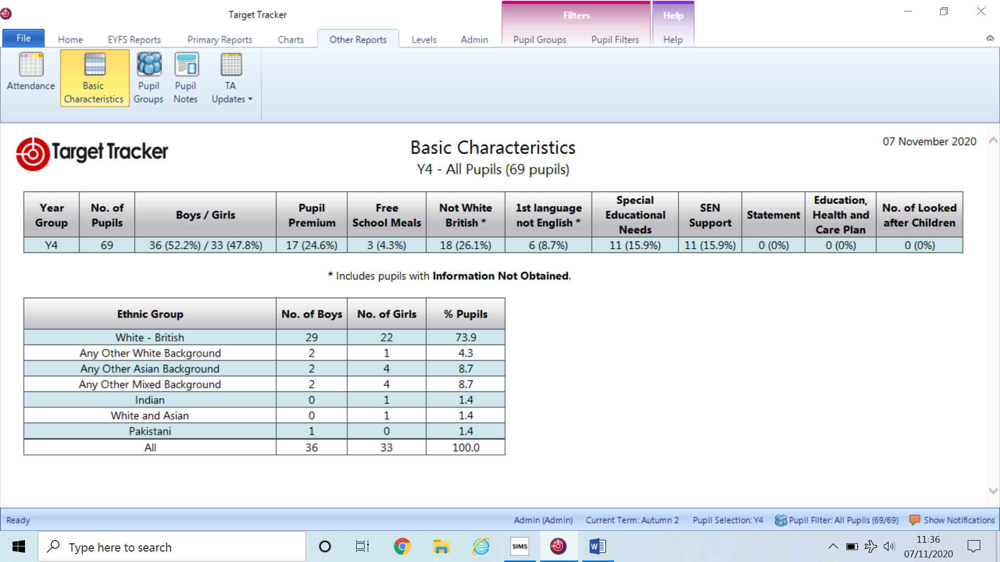 Target Tracker
Filters
Help
File
Home
EYFS Reports
Primary Reports
Charts
Other Reports
Levels
Admin
Pupil Groups
Pupil Filters
Help
Attendance
Basic
Characteristics
Pupil
Groups
Pupil
Notes
TA
Updates
Target Tracker
Basic Characteristics
07 November 2020
Y4 - All Pupils (69 pupils)
Year Group | No. of Pupils | Boys / Girls | Pupil Premium | Free School Meals | Not White British * | 1st language not English * | Special Educational Needs | SEN Support | Statement | Education, Health and Care Plan | No. of Looked after Children
Y4 | 69 | 36 (52.2%) / 33 (47.8%) | 17 (24.6%) | 3 (4.3%) | 18 (26.1%) | 6 (8.7%) | 11 (15.9%) | 11 (15.9%) | 0 (0%) | 0 (0%) | 0 (0%)
* Includes pupils with Information Not Obtained.
Ethnic Group | No. of Boys | No. of Girls | % Pupils
White - British | 29 | 22 | 73.9
Any Other White Background | 2 | 1 | 4.3
Any Other Asian Background | 2 | 4 | 8.7
Any Other Mixed Background | 2 | 4 | 8.7
Indian | 0 | 1 | 1.4
White and Asian | 0 | 1 | 1.4
Pakistani | 1 | 0 | 1.4
All | 36 | 33 | 100.0
Ready
Admin (Admin)
Current Term: Autumn 2
Pupil Selection: Y4
Pupil Filter: All Pupils (69/69)
Show Notifications
Type here to search
SIMS
W
11:36
07/11/2020